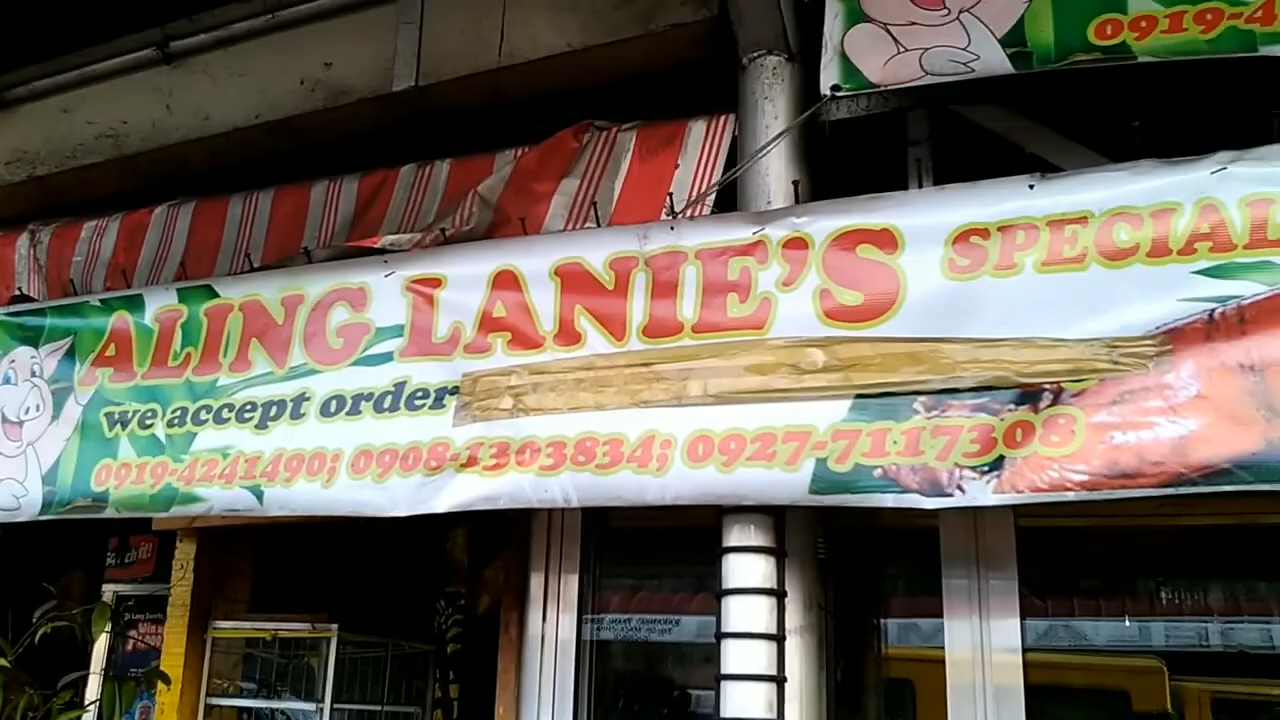 0919-4
ALING LANIE'S SPECIAL
we accept order
0919-4241490; 0908-1303834; 0927-7117308